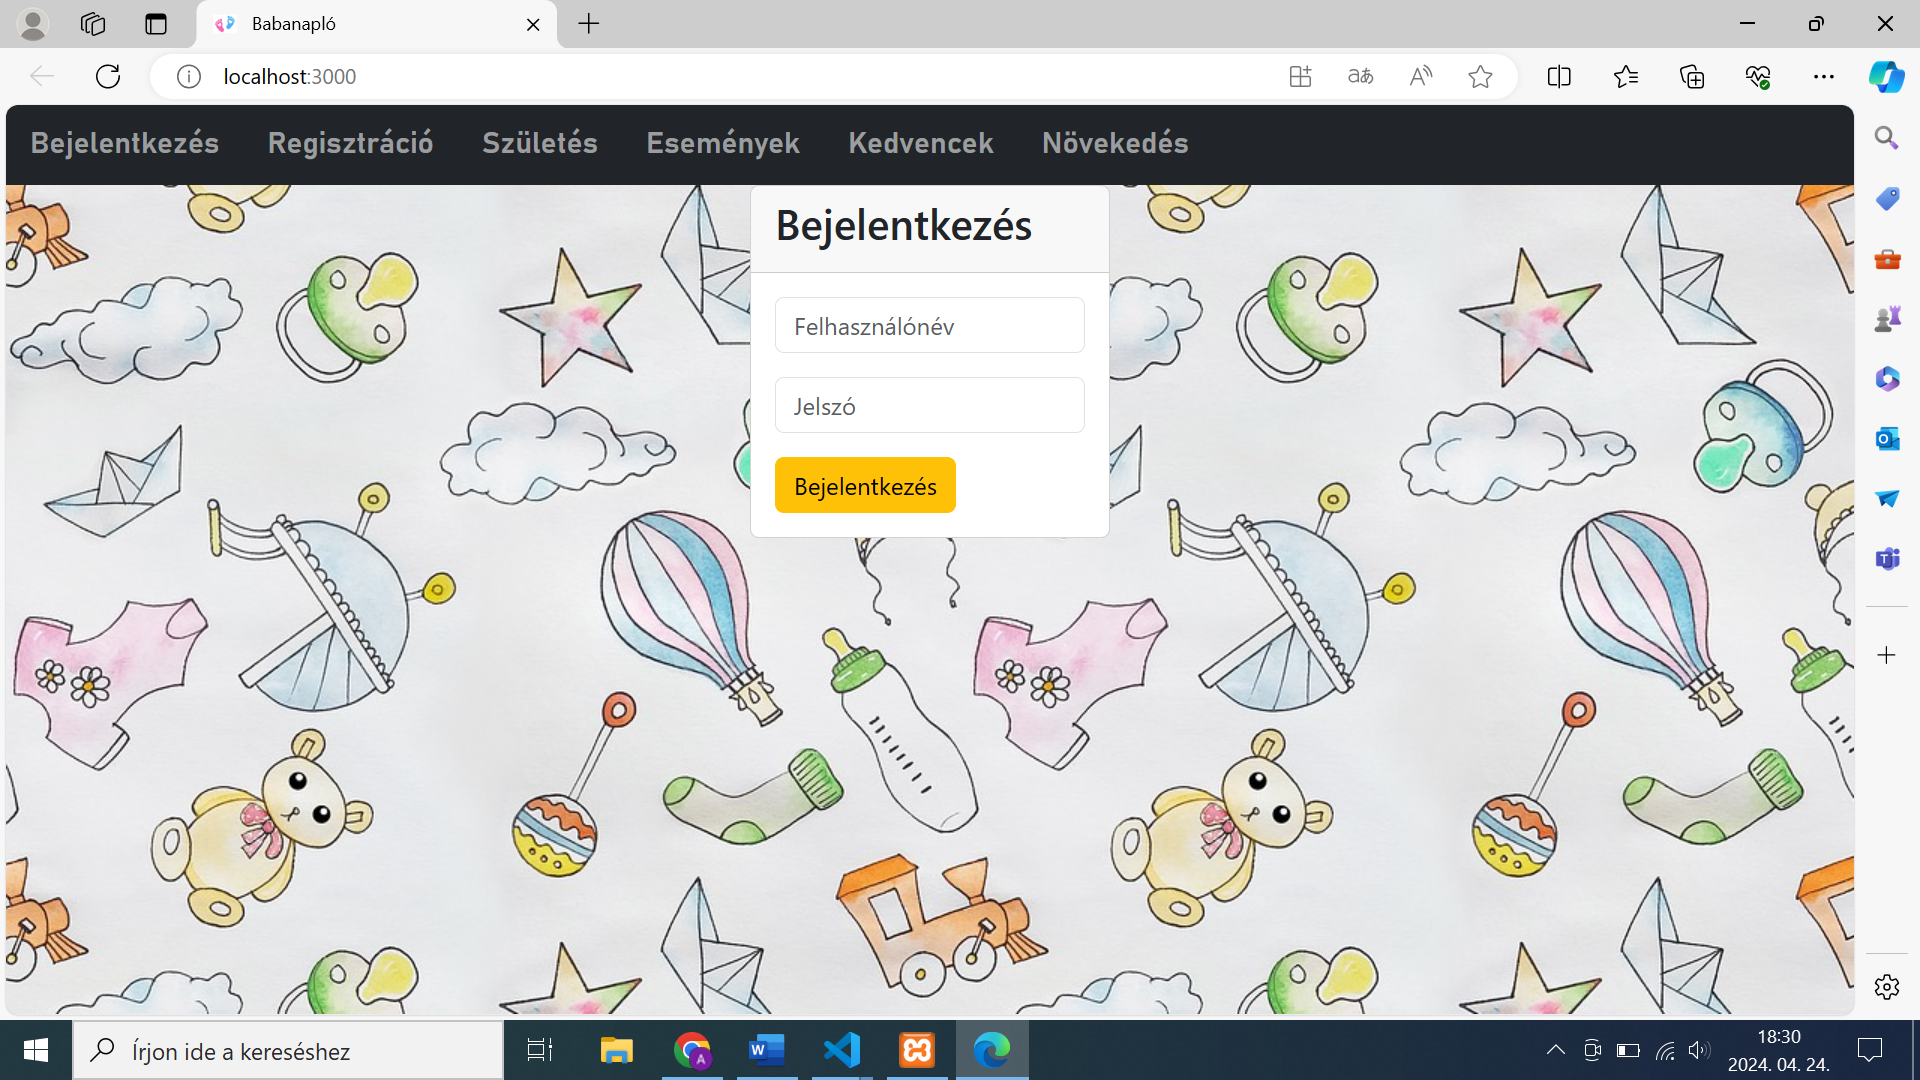 Babanapló
localhost:3000
Bejelentkezés Regisztráció Születés Események Kedvencek Növekedés
Bejelentkezés
Felhasználónév
Jelszó
Bejelentkezés
Írjon ide a kereséshez
18:30
2024. 04. 24.